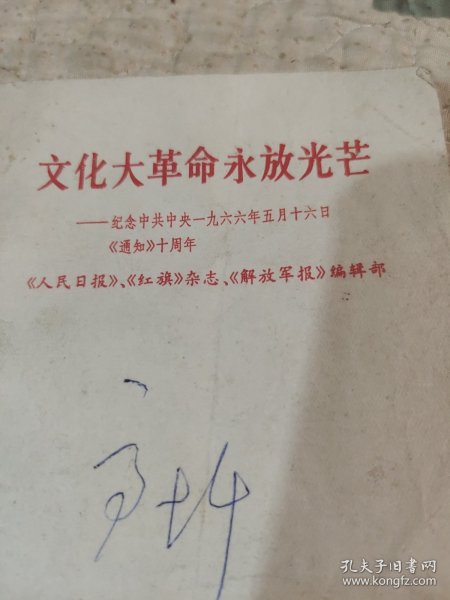 文化大革命永放光芒
——纪念中共中央一九六六年五月十六日
《通知》十周年
《人民日报》、《红旗》杂志、《解放军报》编辑部
孔夫子旧书网
www.kongfz.com